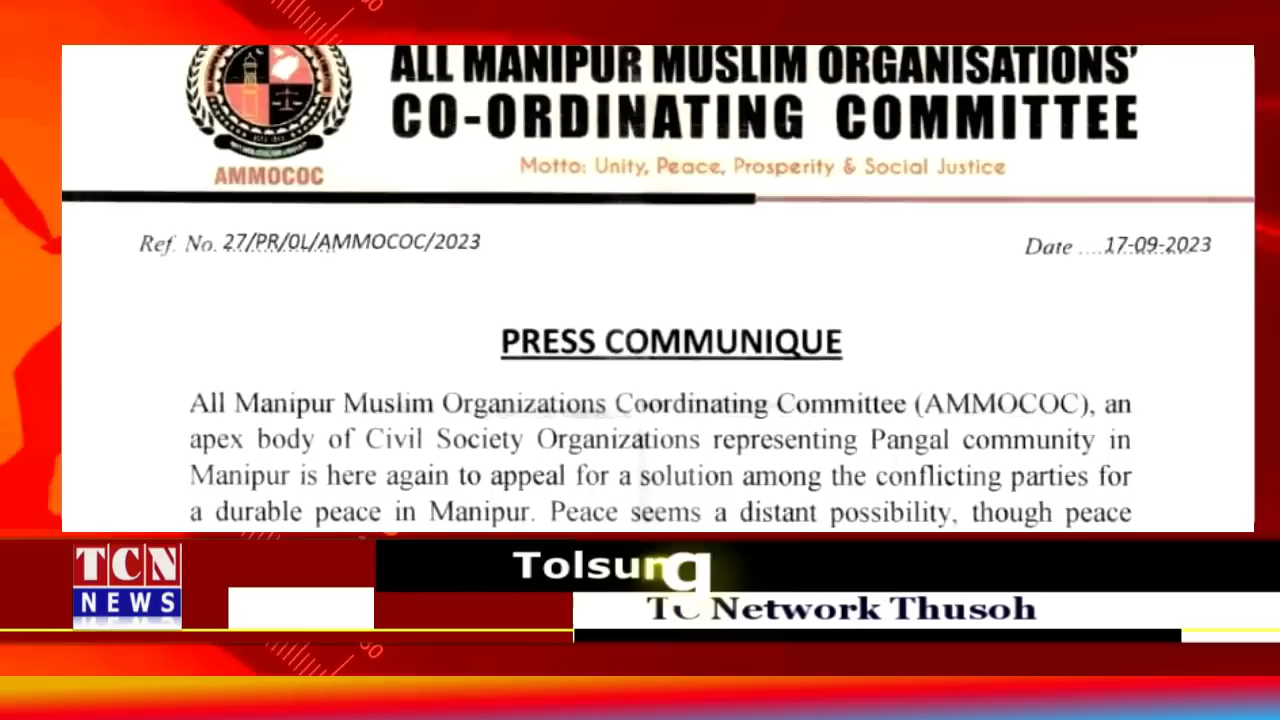 ALL MANIPUR MUSLIM ORGANISATIONS'
CO-ORDINATING COMMITTEE
AMMOCOC
Motto: Unity, Peace, Prosperity & Social Justice
Ref. No. 27/PR/0L/AMMOCOC/2023
Date ....17-09-2023
PRESS COMMUNIQUE
All Manipur Muslim Organizations Coordinating Committee (AMMOCOC), an
apex body of Civil Society Organizations representing Pangal community in
Manipur is here again to appeal for a solution among the conflicting parties for
a durable peace in Manipur. Peace seems a distant possibility, though peace
TCN
NEWS
Tolsung
TC Network Thusoh